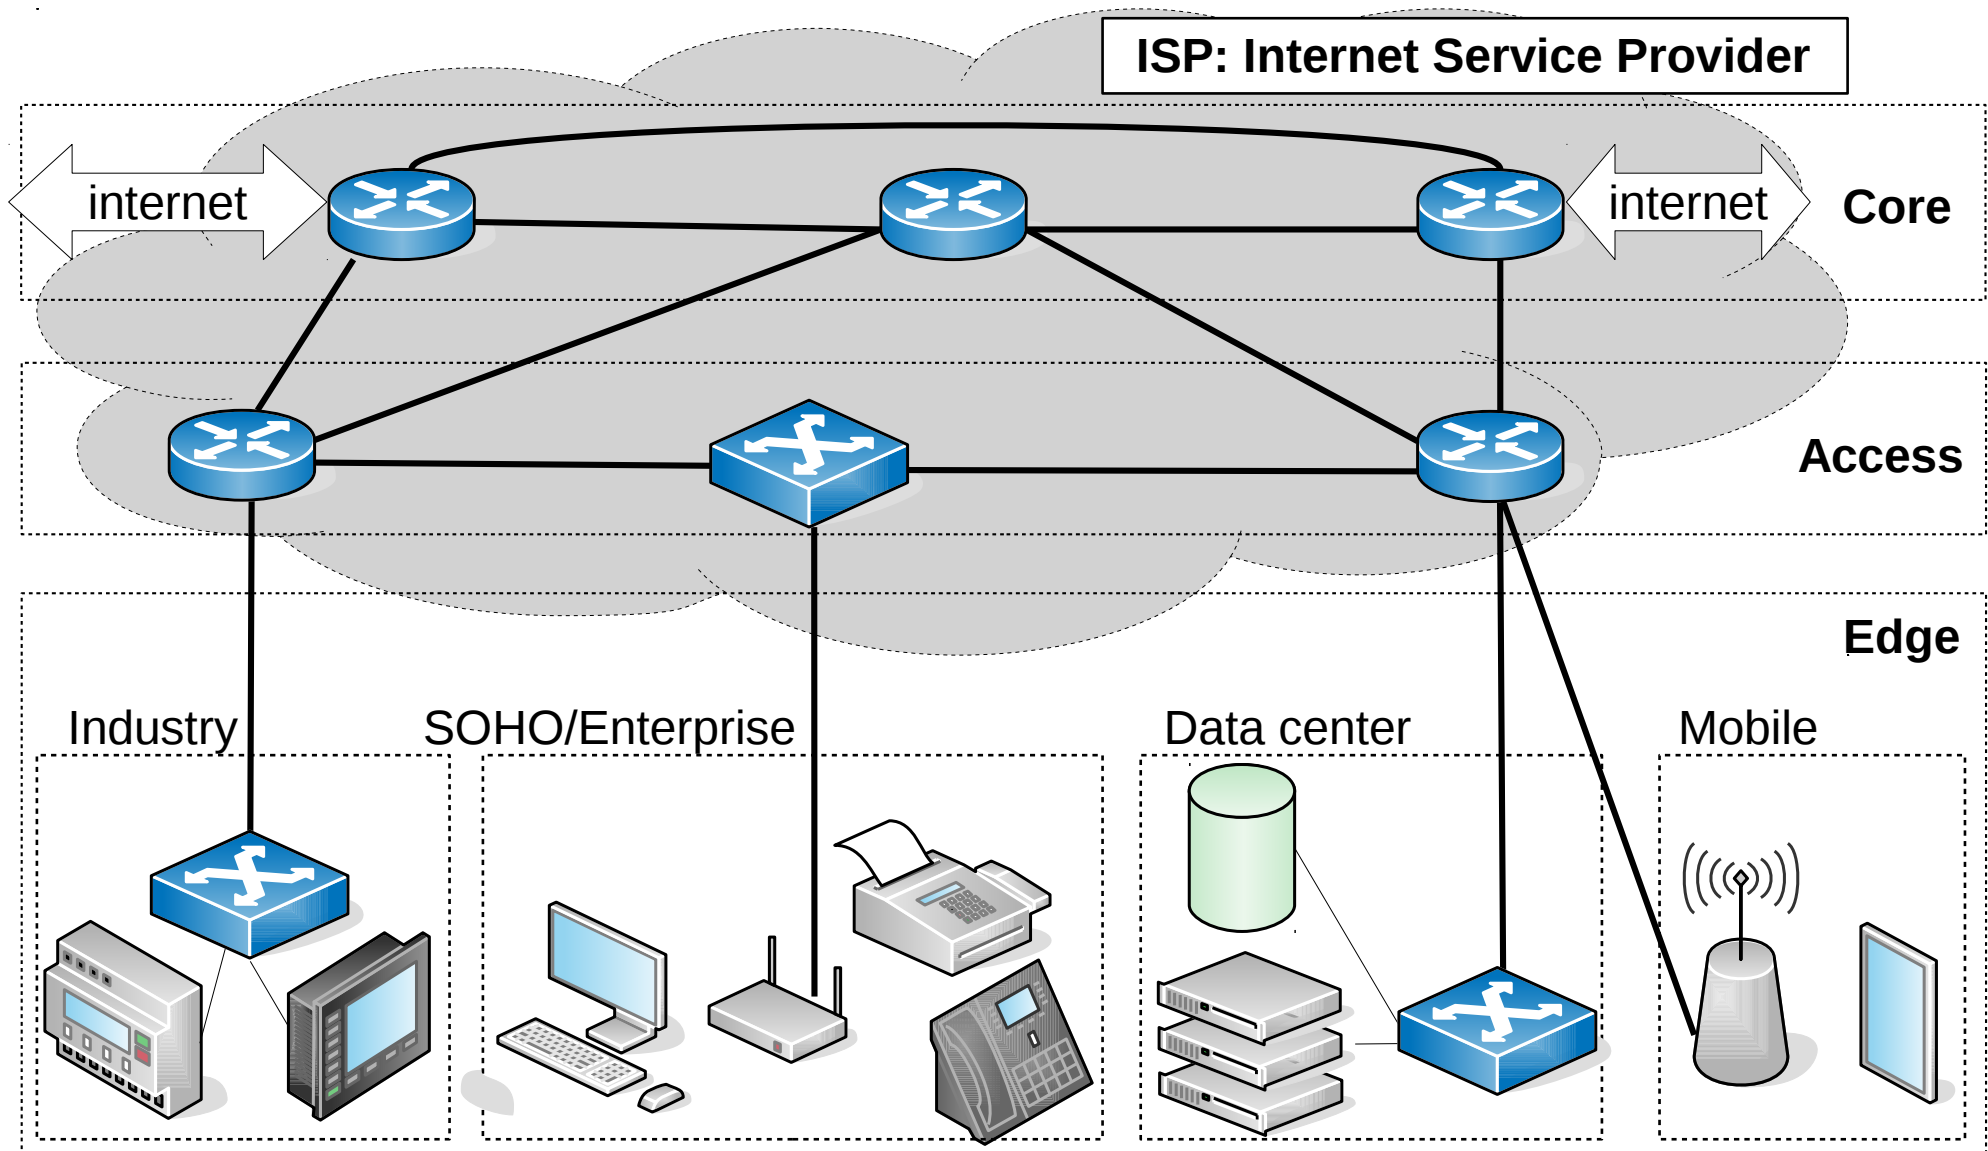 ISP: Internet Service Provider
internet
internet
Core
Access
Edge
Industry
SOHO/Enterprise
Data center
Mobile